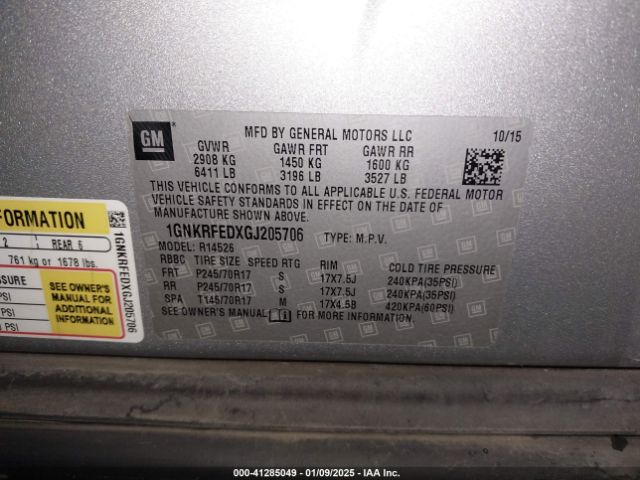 GM
MFD BY GENERAL MOTORS LLC 10/15
GVWR GAWR FRT GAWR RR
2908 KG 1450 KG 1600 KG
6411 LB 3196 LB 3527 LB
THIS VEHICLE CONFORMS TO ALL APPLICABLE U.S. FEDERAL MOTOR
VEHICLE SAFETY STANDARDS IN EFFECT ON THE DATE OF
MANUFACTURE SHOWN ABOVE.
1GNKRFEDXGJ205706 TYPE: M.P.V.
MODEL: R14526
RBBC TIRE SIZE SPEED RTG RIM COLD TIRE PRESSURE
FRT P245/70R17 S 17X7.5J 240KPA(35PSI)
RR P245/70R17 S 17X7.5J 240KPA(35PSI)
SPA T145/70R17 M 17X4.5B 420KPA(60PSI)
SEE OWNER'S MANUAL FOR MORE INFORMATION.
FORMATION
2 REAR 6
761 kg or 1678 lbs.
SEE OWNER'S
MANUAL FOR
ADDITIONAL
INFORMATION
PSI
PSI
PSI
1GNKRFEDXGJ205706
000-41285049 - 01/09/2025 - IAA Inc.